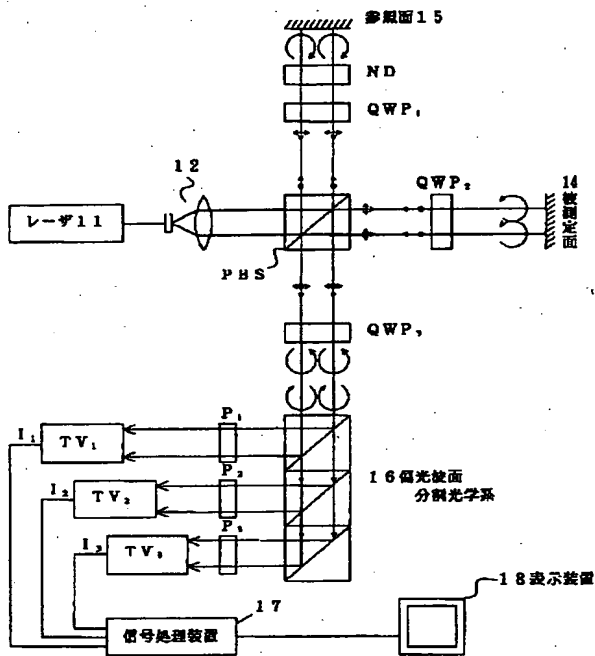 参照面15
ND
QWP₁
12
QWP₂
14
被測定面
レーザ11
PBS
QWP₃
P₁
I₁
TV₁
P₂
I₂
TV₂
16偏光波面
分割光学系
P₃
I₃
TV₃
17
18表示装置
信号処理装置